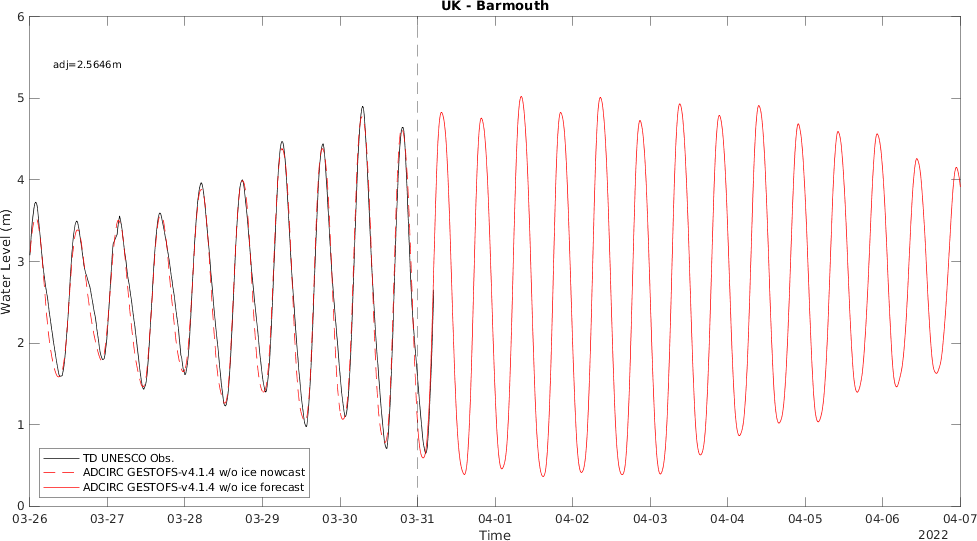 UK - Barmouth
6
adj=2.5646m
5
4
3
2
1
0
Water Level (m)
TD UNESCO Obs.
ADCIRC GESTOFS-v4.1.4 w/o ice nowcast
ADCIRC GESTOFS-v4.1.4 w/o ice forecast
03-26 03-27 03-28 03-29 03-30 03-31 04-01 04-02 04-03 04-04 04-05 04-06 04-07
Time
2022